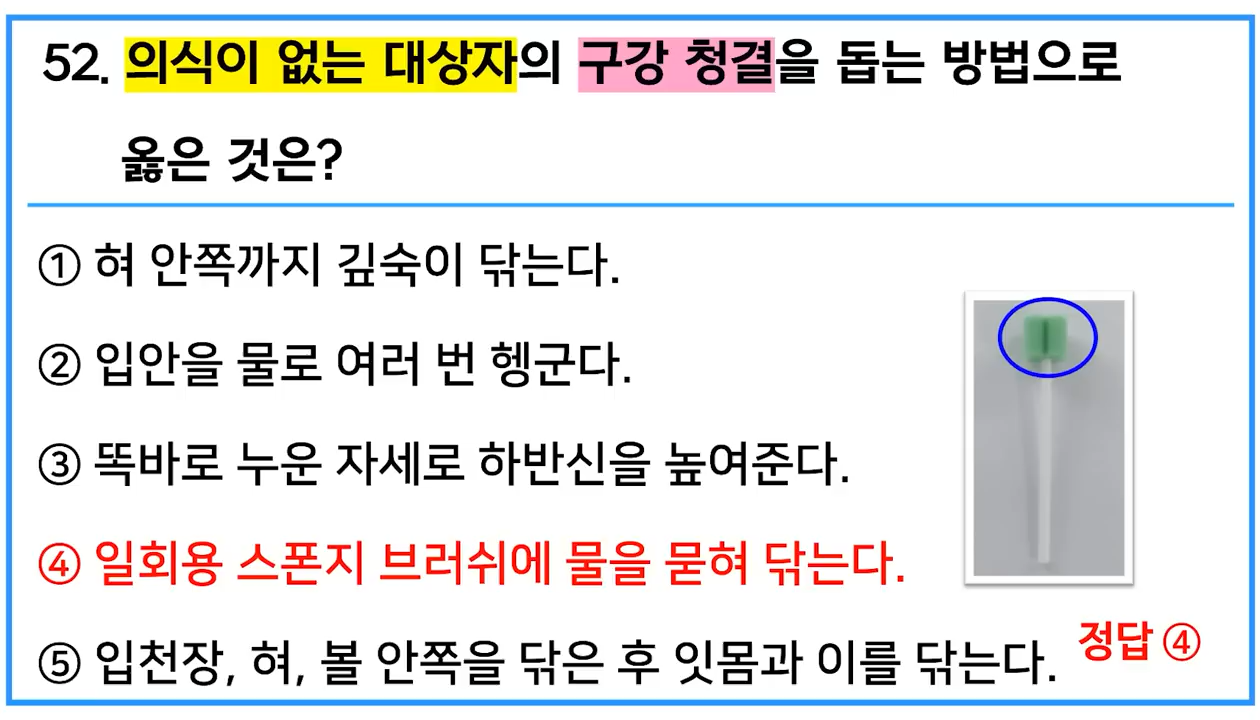 52. 의식이 없는 대상자의 구강 청결을 돕는 방법으로
옳은 것은?
① 혀 안쪽까지 깊숙이 닦는다.
② 입안을 물로 여러 번 헹군다.
③ 똑바로 누운 자세로 하반신을 높여준다.
④ 일회용 스폰지 브러쉬에 물을 묻혀 닦는다.
⑤ 입천장, 혀, 볼 안쪽을 닦은 후 잇몸과 이를 닦는다.
정답 ④